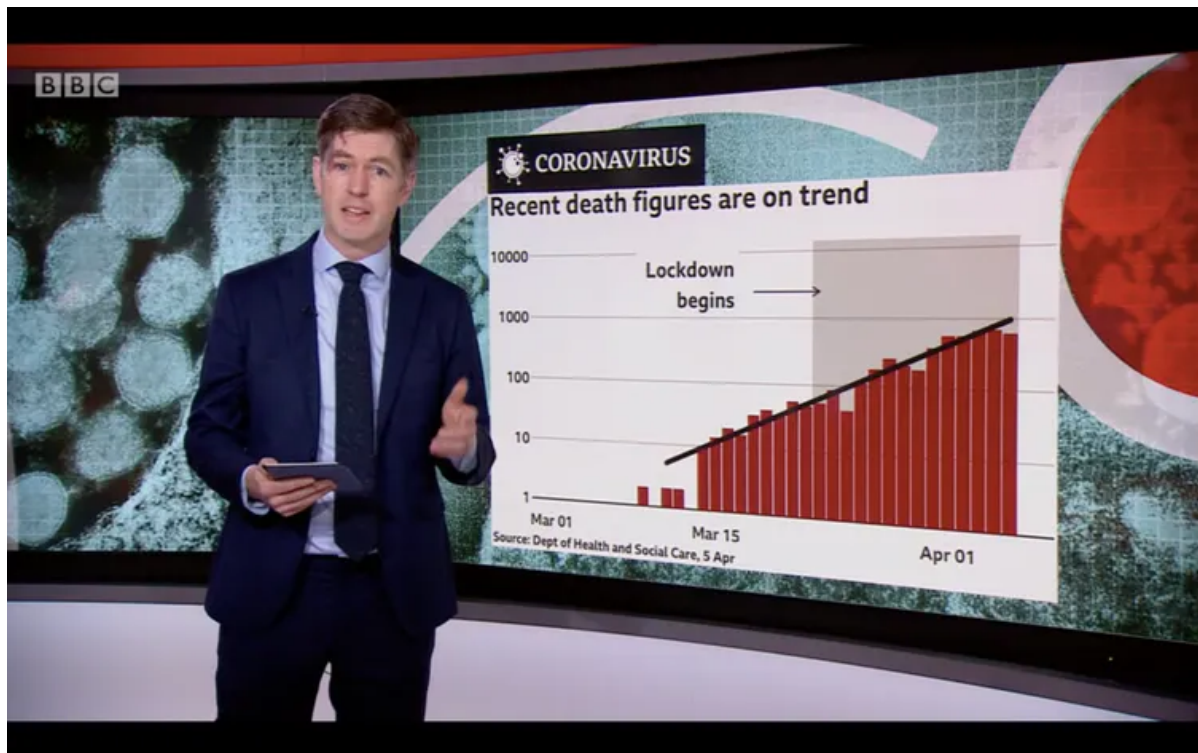 BBC
CORONAVIRUS
Recent death figures are on trend
10000
Lockdown
begins
1000
100
10
1
Mar 01
Mar 15
Apr 01
Source: Dept of Health and Social Care, 5 Apr